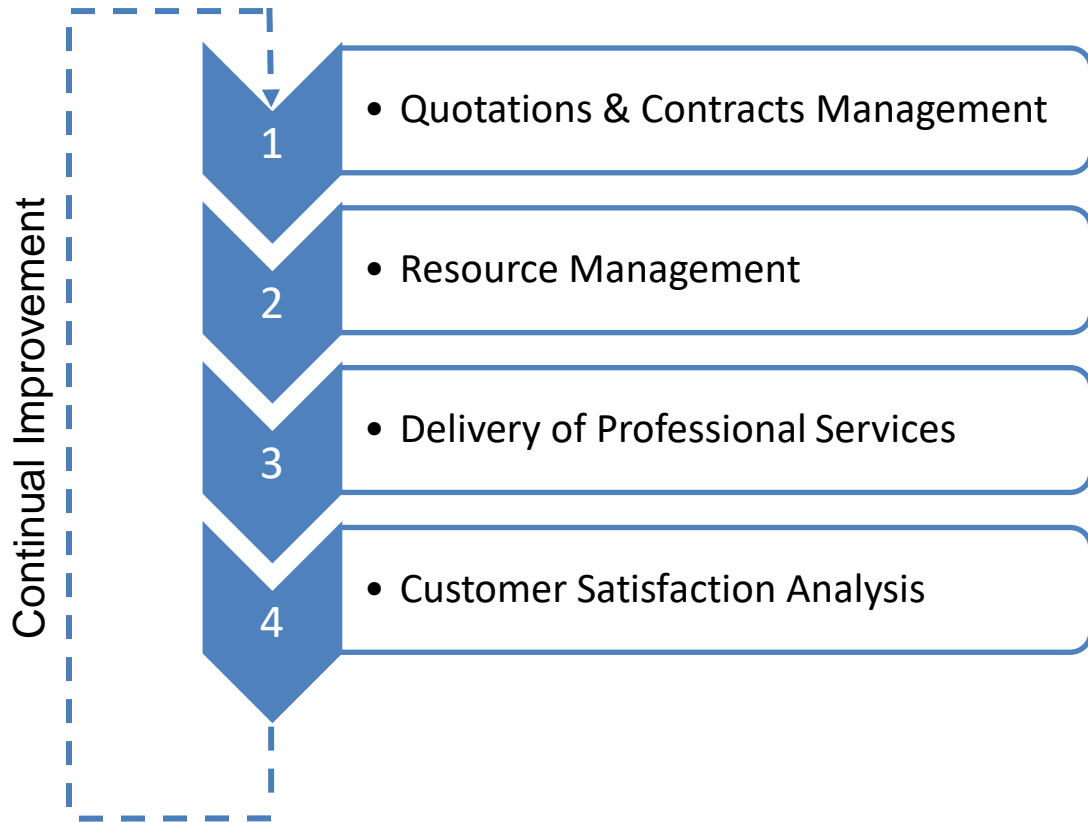 1
• Quotations & Contracts Management
2
• Resource Management
3
• Delivery of Professional Services
4
• Customer Satisfaction Analysis
Continual Improvement